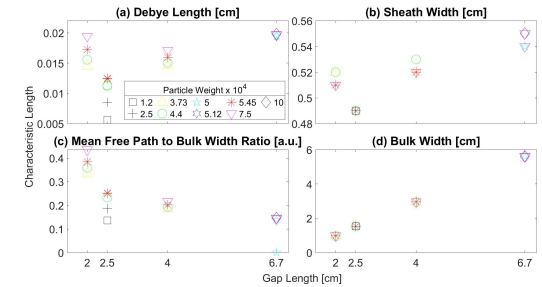 (a) Debye Length [cm]
0.02
0.015
0.01
0.005
Particle Weight x 10⁴
1.2 3.73 5 5.45 10
2.5 4.4 5.12 7.5
(b) Sheath Width [cm]
0.56
0.54
0.52
0.5
0.48
Characteristic Length
(c) Mean Free Path to Bulk Width Ratio [a.u.]
0.4
0.3
0.2
0.1
0
2 2.5 4 6.7
(d) Bulk Width [cm]
6
4
2
0
2 2.5 4 6.7
Gap Length [cm]